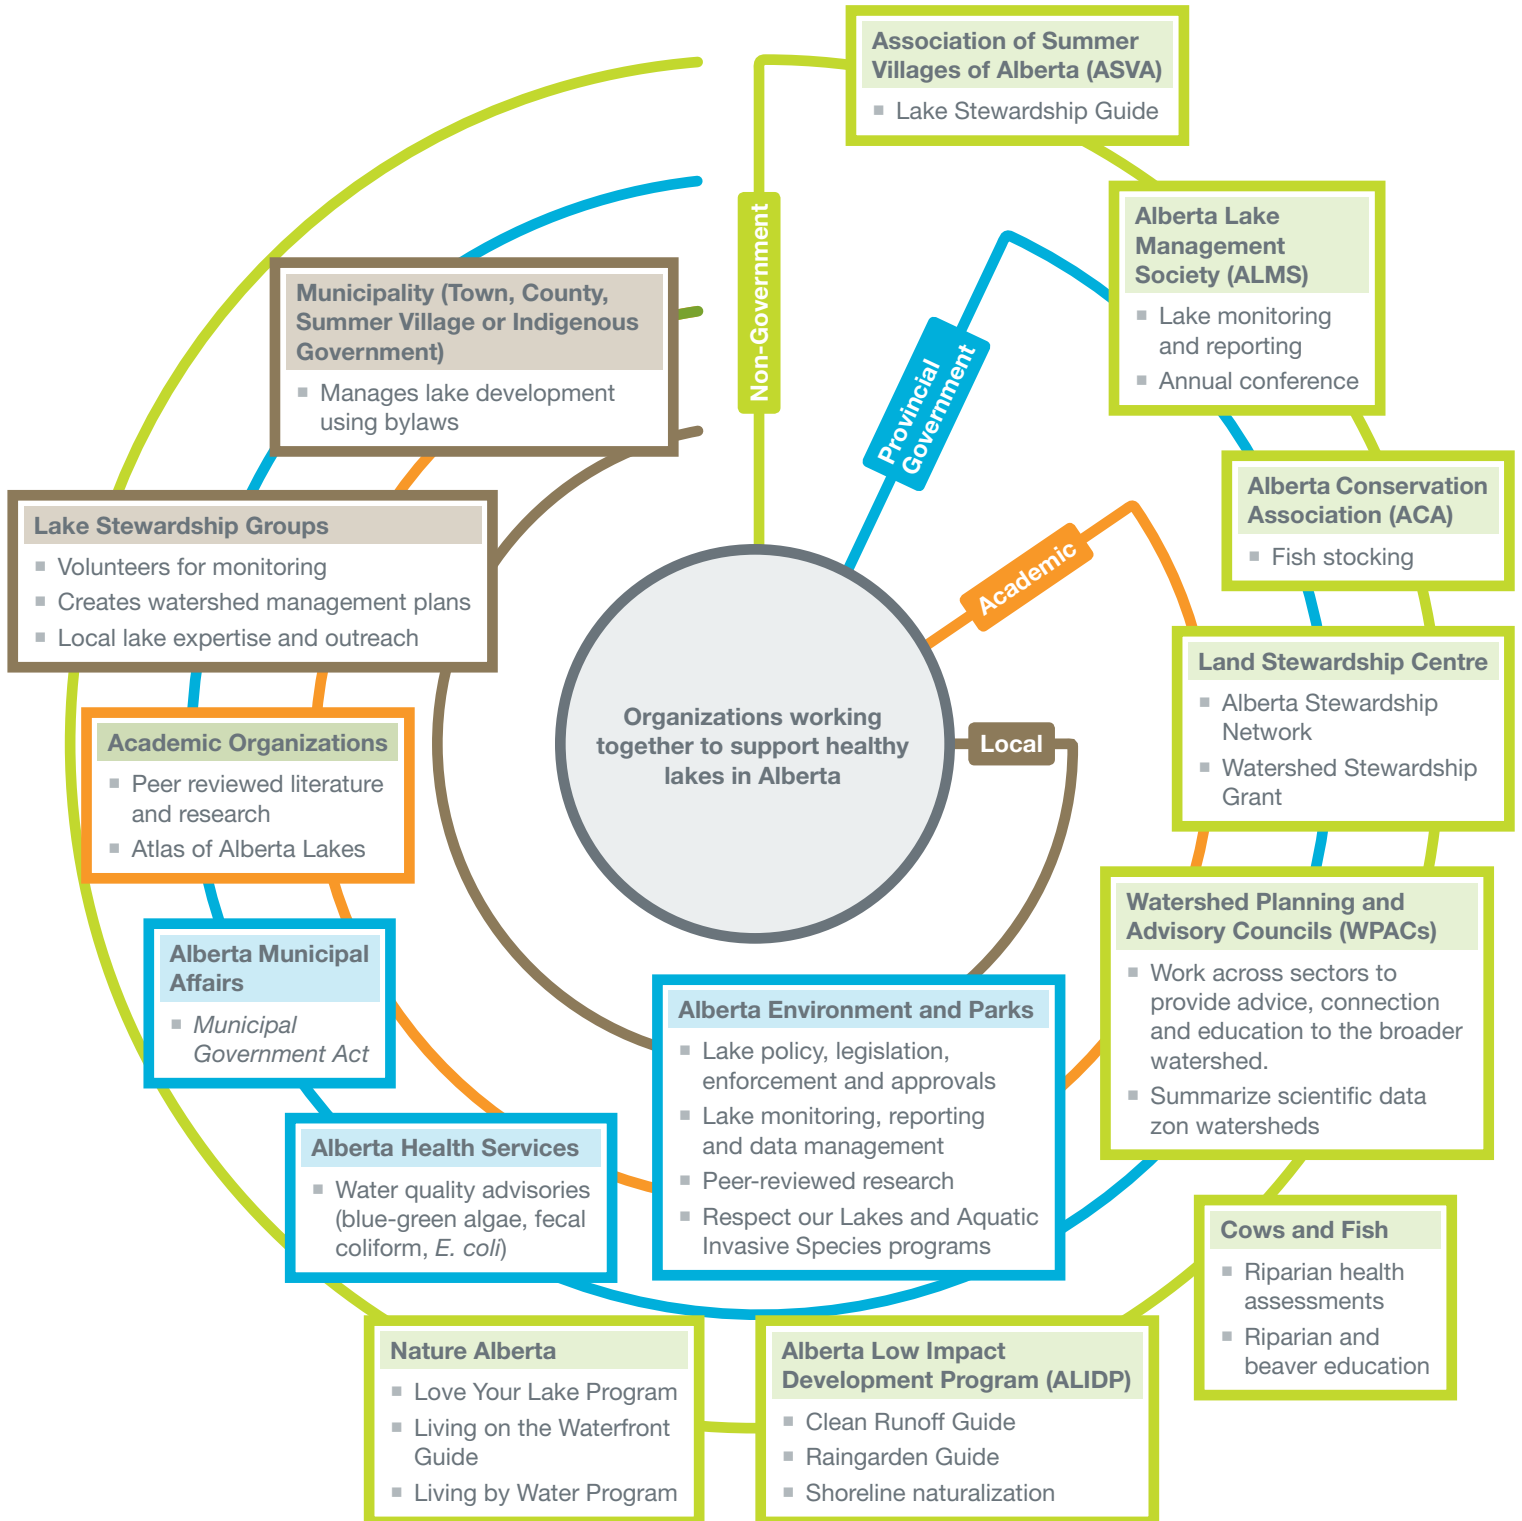 Association of Summer
Villages of Alberta (ASVA)
Lake Stewardship Guide
Alberta Lake
Management
Society (ALMS)
Lake monitoring
and reporting
Annual conference
Non-Government
Provincial
Government
Academic
Local
Municipality (Town, County,
Summer Village or Indigenous
Government)
Manages lake development
using bylaws
Alberta Conservation
Association (ACA)
Fish stocking
Lake Stewardship Groups
Volunteers for monitoring
Creates watershed management plans
Local lake expertise and outreach
Land Stewardship Centre
Alberta Stewardship
Network
Watershed Stewardship
Grant
Organizations working
together to support healthy
lakes in Alberta
Academic Organizations
Peer reviewed literature
and research
Atlas of Alberta Lakes
Watershed Planning and
Advisory Councils (WPACs)
Work across sectors to
provide advice, connection
and education to the broader
watershed.
Summarize scientific data
zon watersheds
Alberta Municipal
Affairs
Municipal
Government Act
Alberta Environment and Parks
Lake policy, legislation,
enforcement and approvals
Lake monitoring, reporting
and data management
Peer-reviewed research
Respect our Lakes and Aquatic
Invasive Species programs
Alberta Health Services
Water quality advisories
(blue-green algae, fecal
coliform, E. coli)
Cows and Fish
Riparian health
assessments
Riparian and
beaver education
Nature Alberta
Love Your Lake Program
Living on the Waterfront
Guide
Living by Water Program
Alberta Low Impact
Development Program (ALIDP)
Clean Runoff Guide
Raingarden Guide
Shoreline naturalization